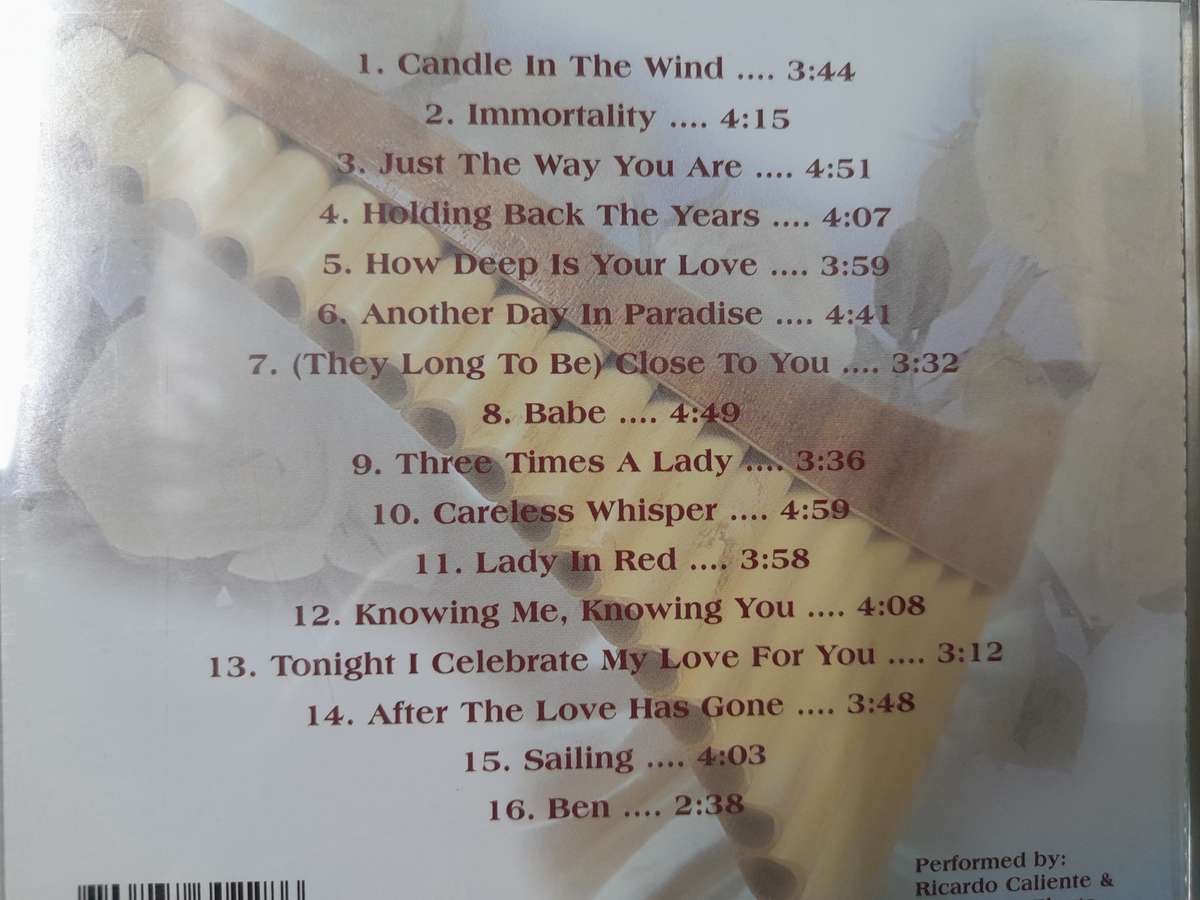 1. Candle In The Wind .... 3:44
2. Immortality .... 4:15
3. Just The Way You Are .... 4:51
4. Holding Back The Years .... 4:07
5. How Deep Is Your Love .... 3:59
6. Another Day In Paradise .... 4:41
7. (They Long To Be) Close To You .... 3:32
8. Babe .... 4:49
9. Three Times A Lady .... 3:36
10. Careless Whisper .... 4:59
11. Lady In Red .... 3:58
12. Knowing Me, Knowing You .... 4:08
13. Tonight I Celebrate My Love For You .... 3:12
14. After The Love Has Gone .... 3:48
15. Sailing .... 4:03
16. Ben .... 2:38
Performed by:
Ricardo Caliente &